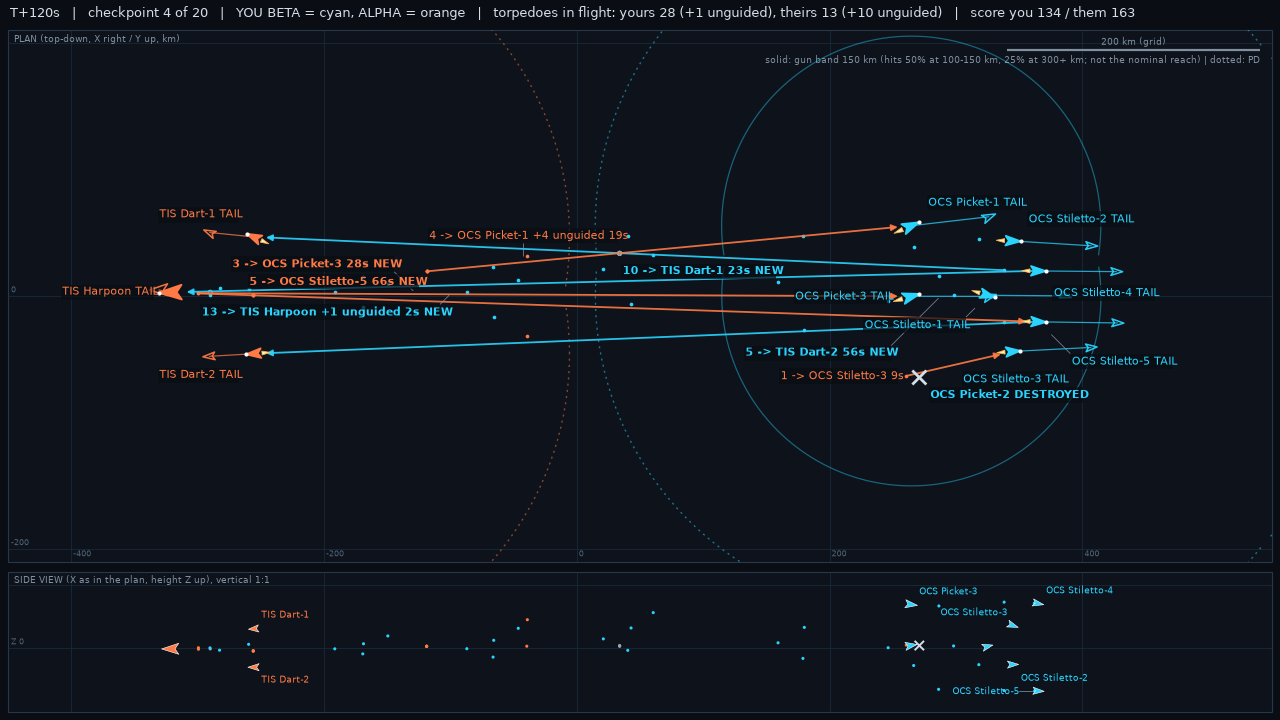 T+120s | checkpoint 4 of 20 | YOU BETA = cyan, ALPHA = orange | torpedoes in flight: yours 28 (+1 unguided), theirs 13 (+10 unguided) | score you 134 / them 163
PLAN (top-down, X right / Y up, km)
200 km (grid)
solid: gun band 150 km (hits 50% at 100-150 km, 25% at 300+ km; not the nominal reach) | dotted: PD
TIS Dart-1 TAIL
OCS Picket-1 TAIL
OCS Stiletto-2 TAIL
4 -> OCS Picket-1 +4 unguided 19s
3 -> OCS Picket-3 28s NEW
10 -> TIS Dart-1 23s NEW
5 -> OCS Stiletto-5 66s NEW
0
TIS Harpoon TAIL
OCS Picket-3 TAIL
OCS Stiletto-4 TAIL
13 -> TIS Harpoon +1 unguided 2s NEW
OCS Stiletto-1 TAIL
5 -> TIS Dart-2 56s NEW
OCS Stiletto-5 TAIL
TIS Dart-2 TAIL
1 -> OCS Stiletto-3 9s
OCS Stiletto-3 TAIL
OCS Picket-2 DESTROYED
-200
-400
-200
0
200
400
SIDE VIEW (X as in the plan, height Z up), vertical 1:1
OCS Picket-3
OCS Stiletto-4
TIS Dart-1
OCS Stiletto-3
Z 0
TIS Dart-2
OCS Stiletto-2
OCS Stiletto-5